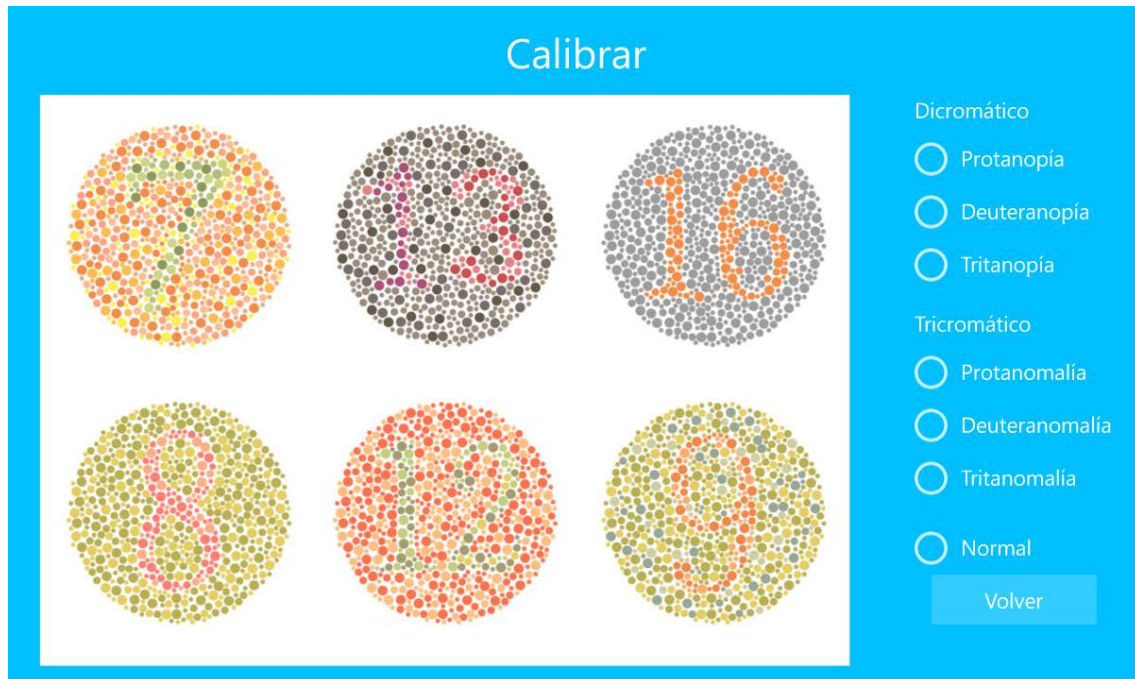 Calibrar
7 13 16
8 12 9
Dicromático
Protanopía
Deuteranopía
Tritanopía
Tricromático
Protanomalía
Deuteranomalía
Tritanomalía
Normal
Volver